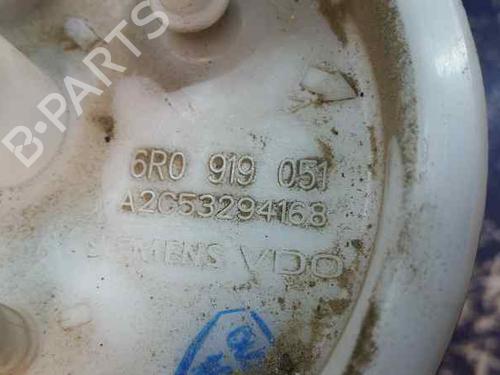 B-PARTS
6R0 919 051
A2C53294168
SIEMENS VDO